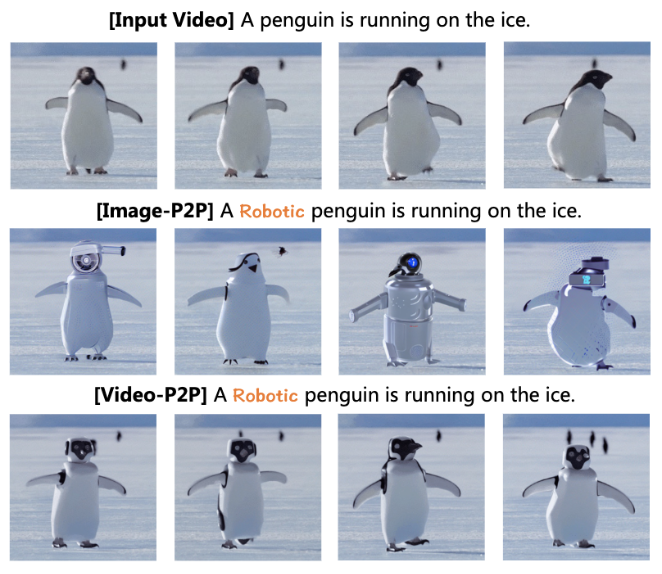 [Input Video] A penguin is running on the ice.
[Image-P2P] A Robotic penguin is running on the ice.
[Video-P2P] A Robotic penguin is running on the ice.